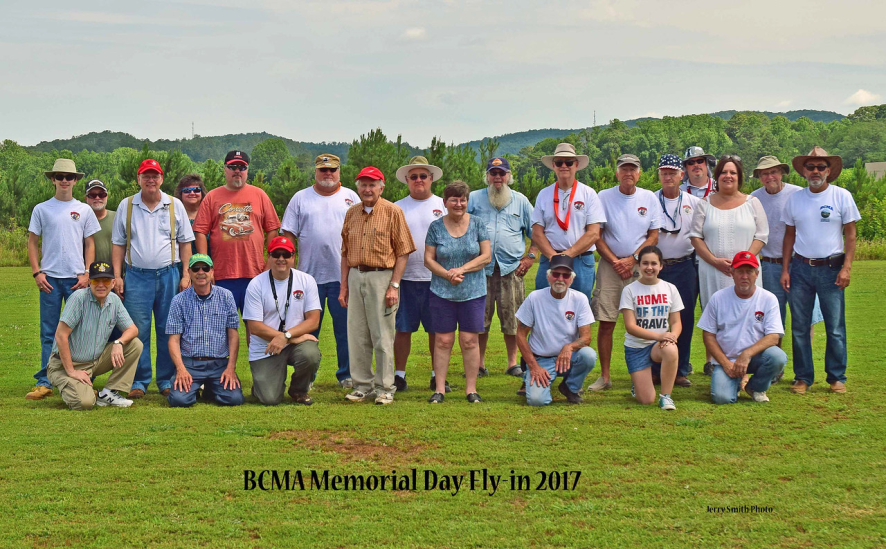 HOME
OF THE
BRAVE
BCMA Memorial Day Fly-in 2017
Jerry Smith Photo